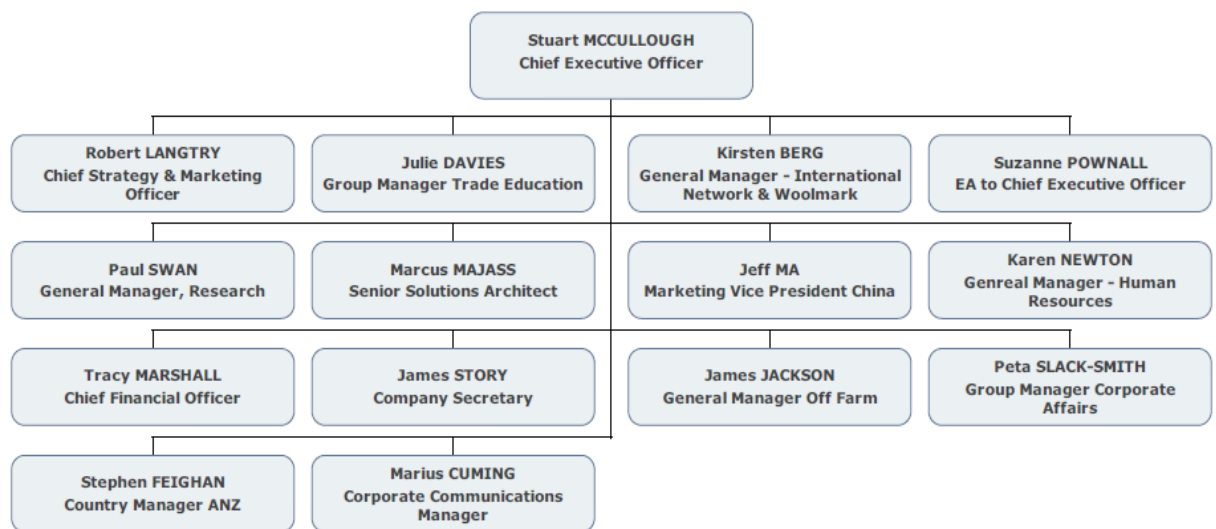 Stuart MCCULLOUGH
Chief Executive Officer
Robert LANGTRY
Chief Strategy & Marketing
Officer
Julie DAVIES
Group Manager Trade Education
Kirsten BERG
General Manager - International
Network & Woolmark
Suzanne POWNALL
EA to Chief Executive Officer
Paul SWAN
General Manager, Research
Marcus MAJASS
Senior Solutions Architect
Jeff MA
Marketing Vice President China
Karen NEWTON
Genreal Manager - Human
Resources
Tracy MARSHALL
Chief Financial Officer
James STORY
Company Secretary
James JACKSON
General Manager Off Farm
Peta SLACK-SMITH
Group Manager Corporate
Affairs
Stephen FEIGHAN
Country Manager ANZ
Marius CUMING
Corporate Communications
Manager